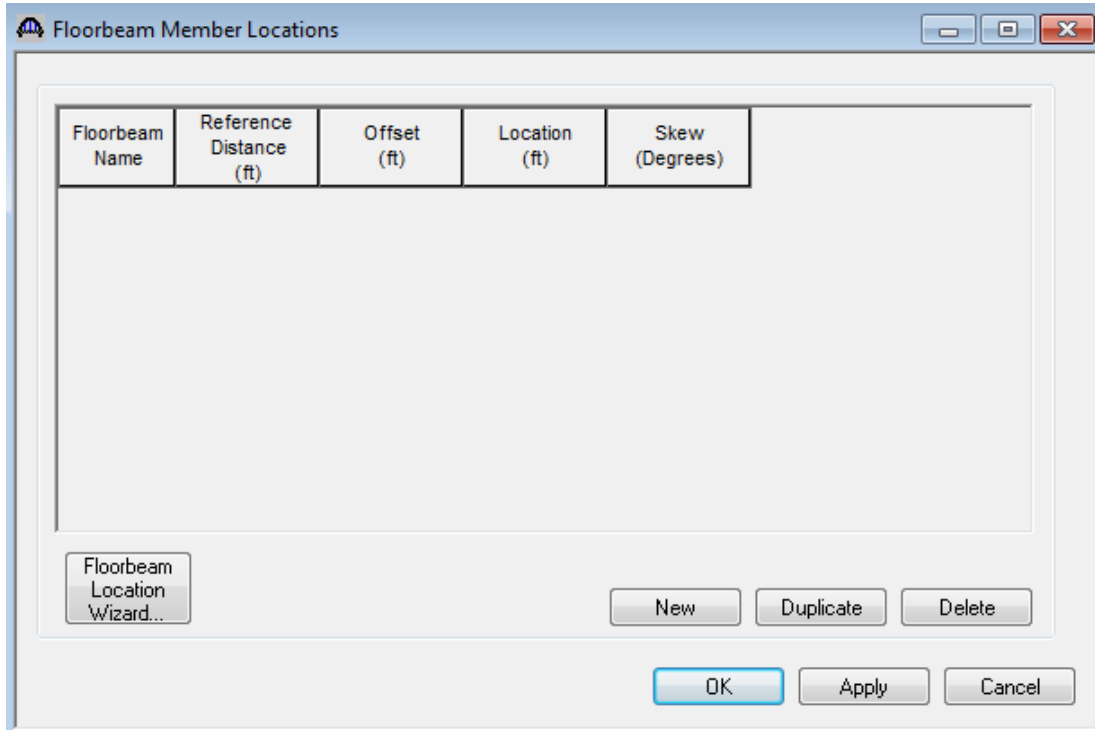 Floorbeam Member Locations
Floorbeam
Name
Reference
Distance
(ft)
Offset
(ft)
Location
(ft)
Skew
(Degrees)
Floorbeam
Location
Wizard...
New
Duplicate
Delete
OK
Apply
Cancel